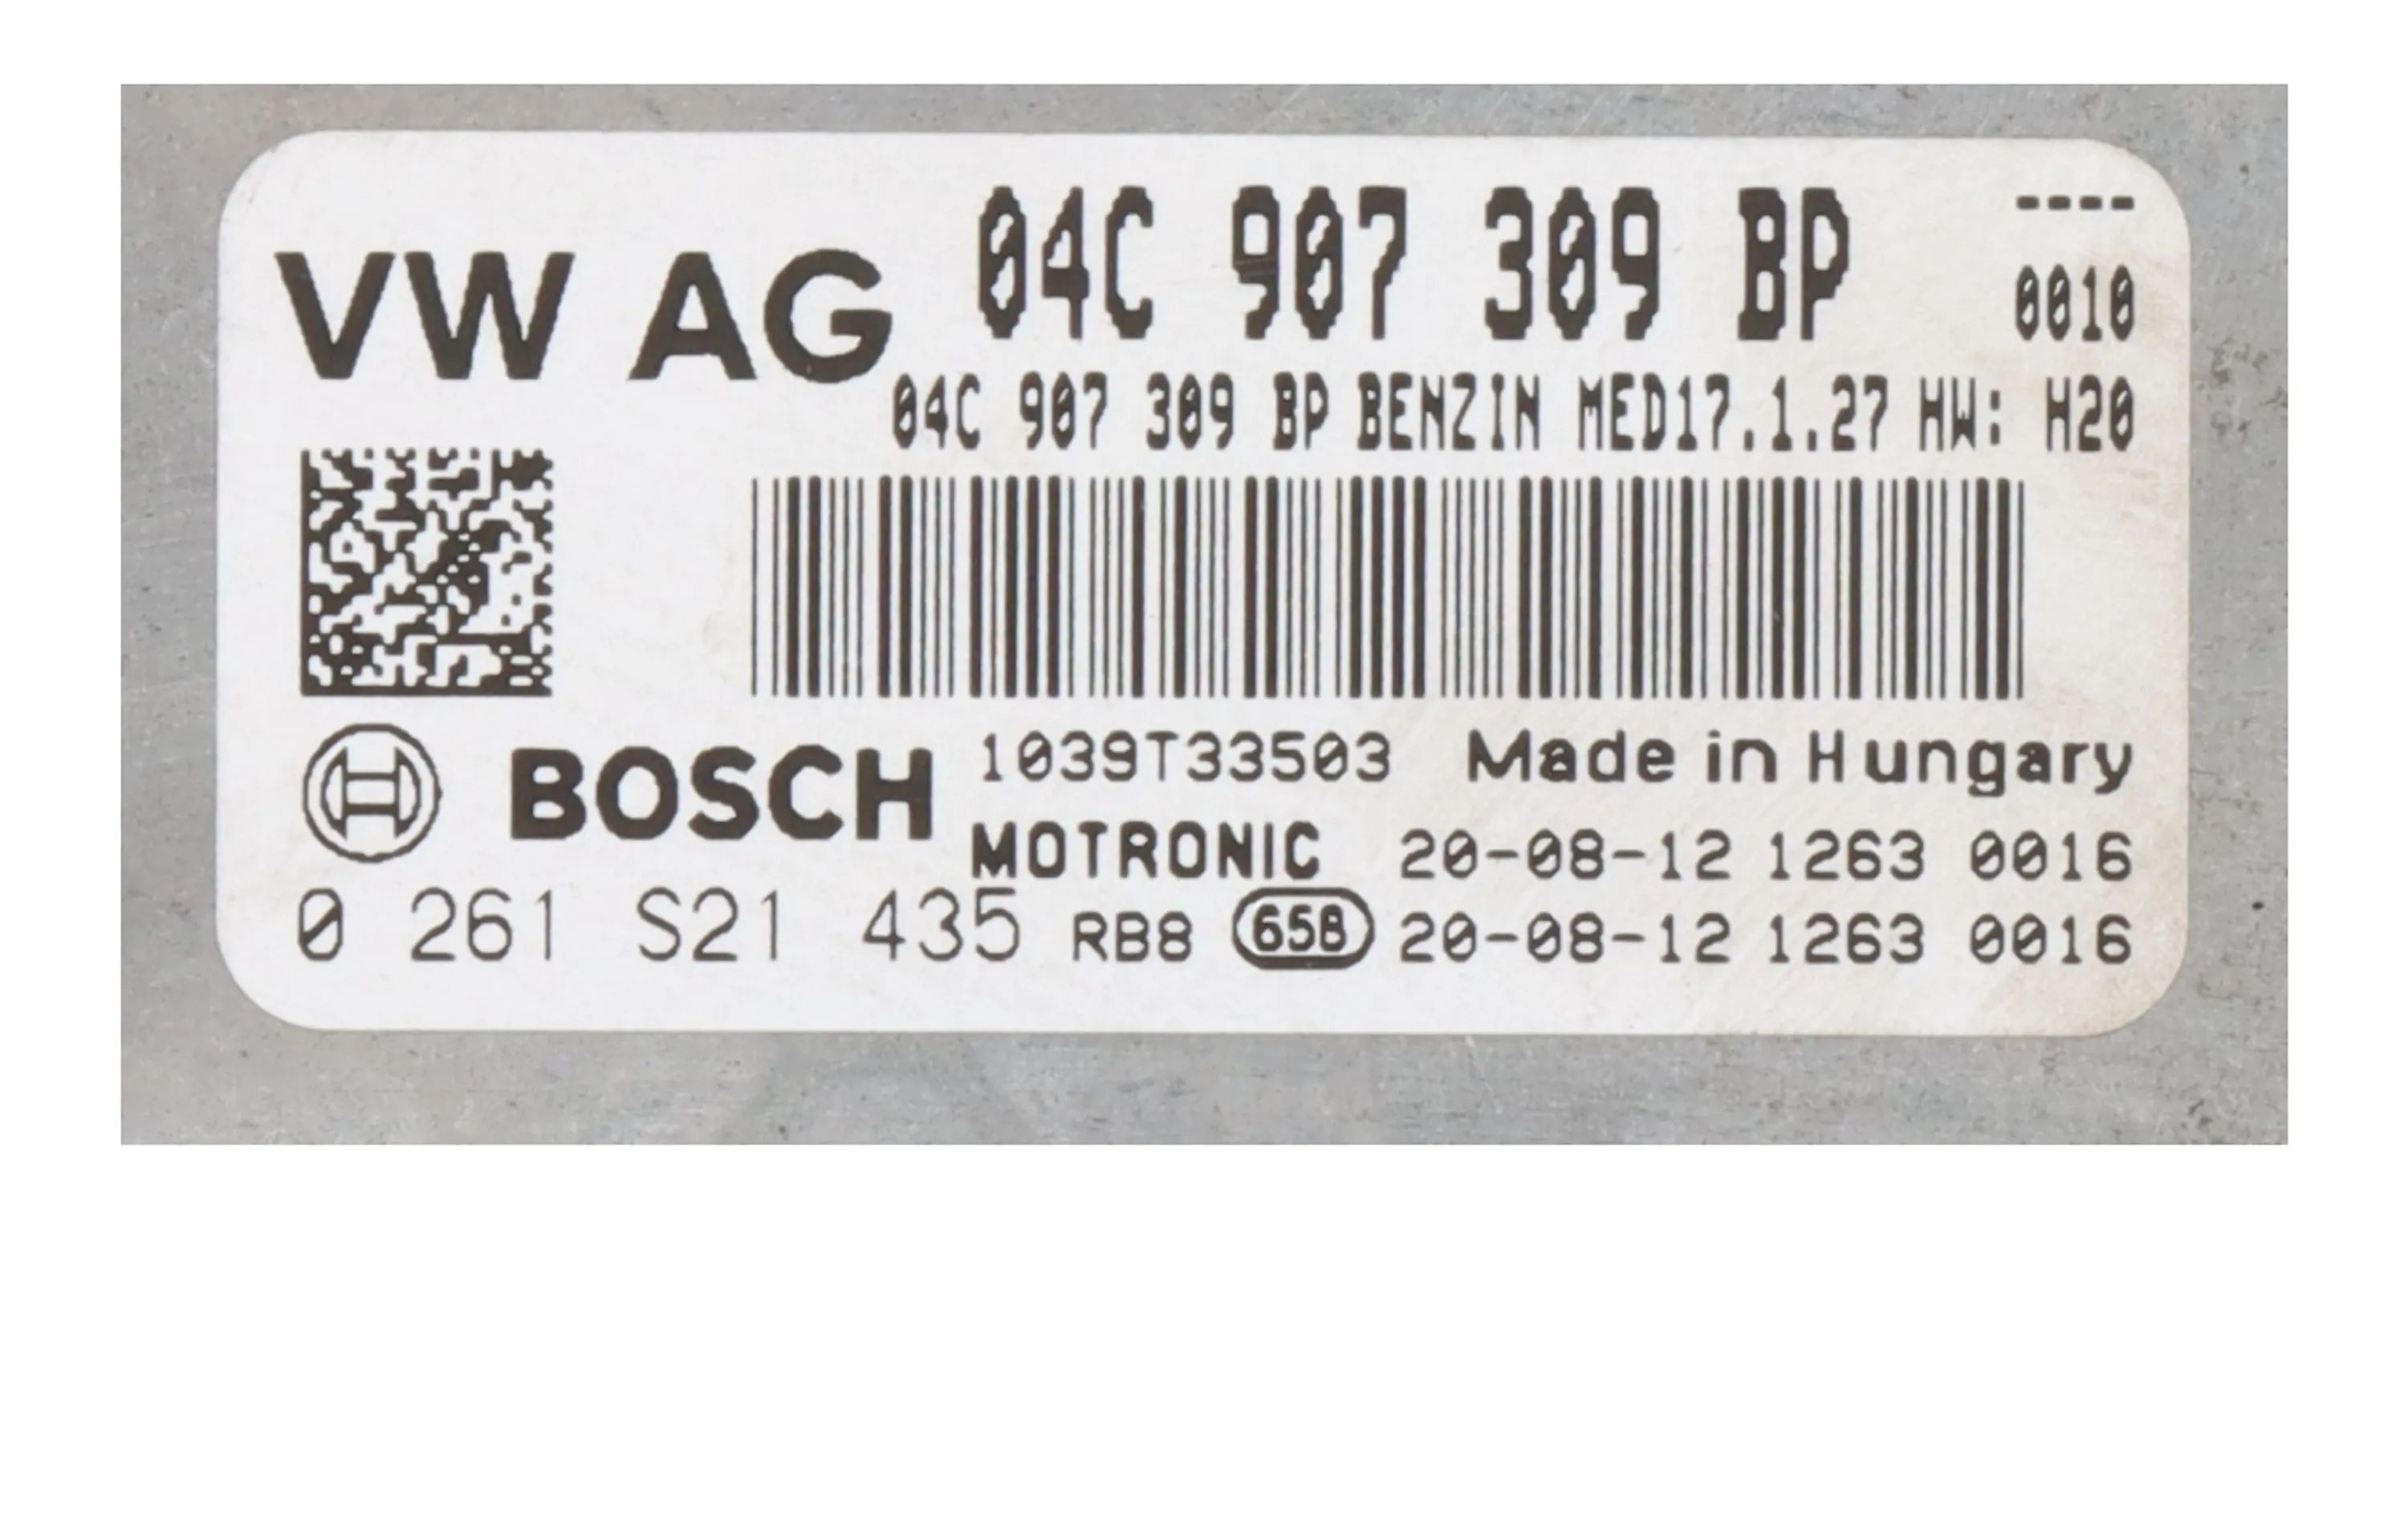 VW AG 04C 907 309 BP ----
0010
04C 907 309 BP BENZIN MED17.1.27 HW: H20
BOSCH 1039T33503 Made in Hungary
MOTRONIC 20-08-12 1263 0016
0 261 S21 435 RB8 658 20-08-12 1263 0016